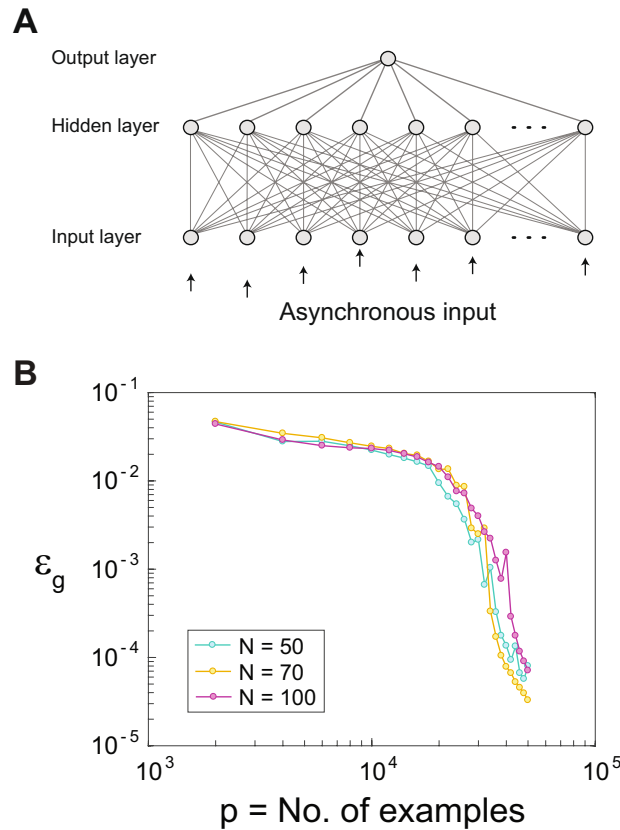 A
Output layer
Hidden layer
Input layer
Asynchronous input
B
10^-1
10^-2
10^-3
10^-4
10^-5
ε_g
N = 50
N = 70
N = 100
10^3
10^4
10^5
p = No. of examples